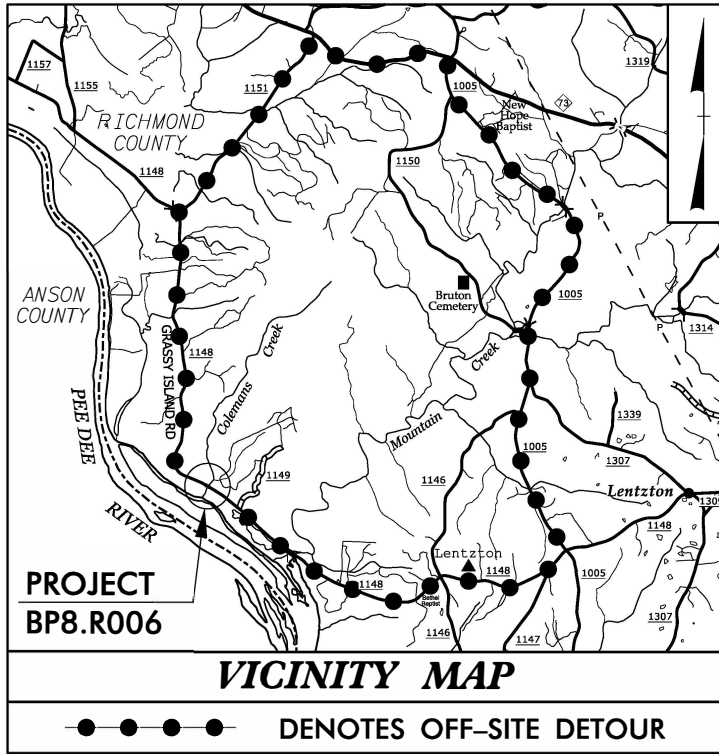 1157
1155
1151
1005
1319
73
New
Hope
Baptist
RICHMOND
COUNTY
1150
1148
P
ANSON
COUNTY
Bruton
Cemetery
1005
P
1314
GRASSY ISLAND RD
1148
Colemans Creek
Mountain Creek
PEE DEE
RIVER
1339
1149
1146
1005
1307
Lentzton
1309
1148
Lentzton
1148
1148
1005
Bethel
Baptist
1146
1147
1307
PROJECT
BP8.R006
VICINITY MAP
DENOTES OFF–SITE DETOUR